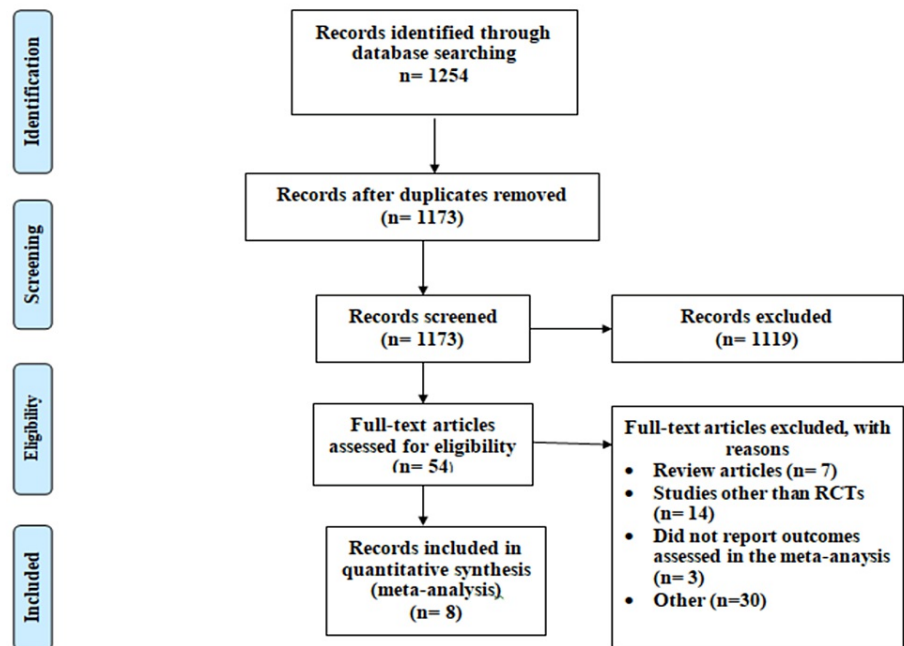 Identification
Records identified through
database searching
n= 1254
Records after duplicates removed
(n= 1173)
Screening
Records screened
(n= 1173)
Records excluded
(n= 1119)
Eligibility
Full-text articles
assessed for eligibility
(n= 54)
Full-text articles excluded, with
reasons
• Review articles (n= 7)
• Studies other than RCTs
(n= 14)
• Did not report outcomes
assessed in the meta-anaysis
(n= 3)
• Other (n=30)
Included
Records included in
quantitative synthesis
(meta-analysis)
(n= 8)